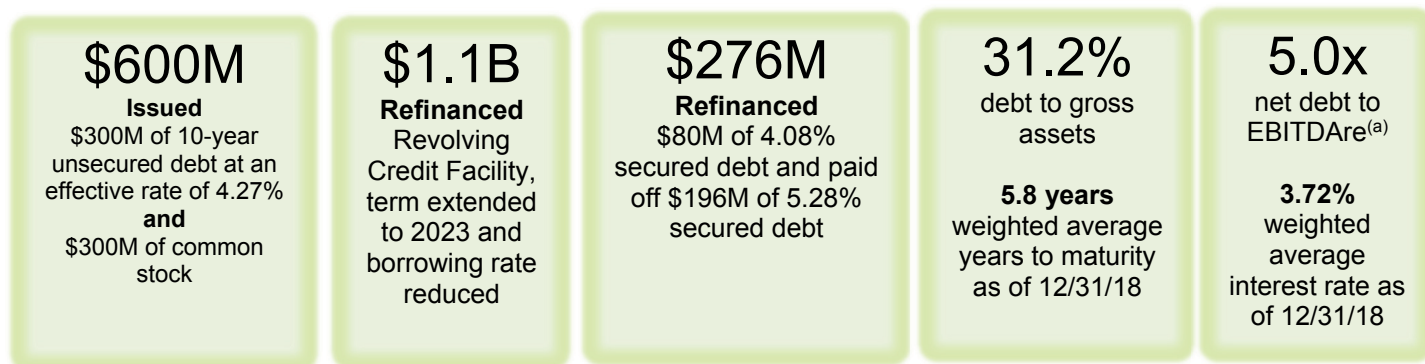 $600M
Issued
$300M of 10-year
unsecured debt at an
effective rate of 4.27%
and
$300M of common
stock
$1.1B
Refinanced
Revolving
Credit Facility,
term extended
to 2023 and
borrowing rate
reduced
$276M
Refinanced
$80M of 4.08%
secured debt and paid
off $196M of 5.28%
secured debt
31.2%
debt to gross
assets
5.8 years
weighted average
years to maturity
as of 12/31/18
5.0x
net debt to
EBITDAre(a)
3.72%
weighted
average
interest rate as
of 12/31/18